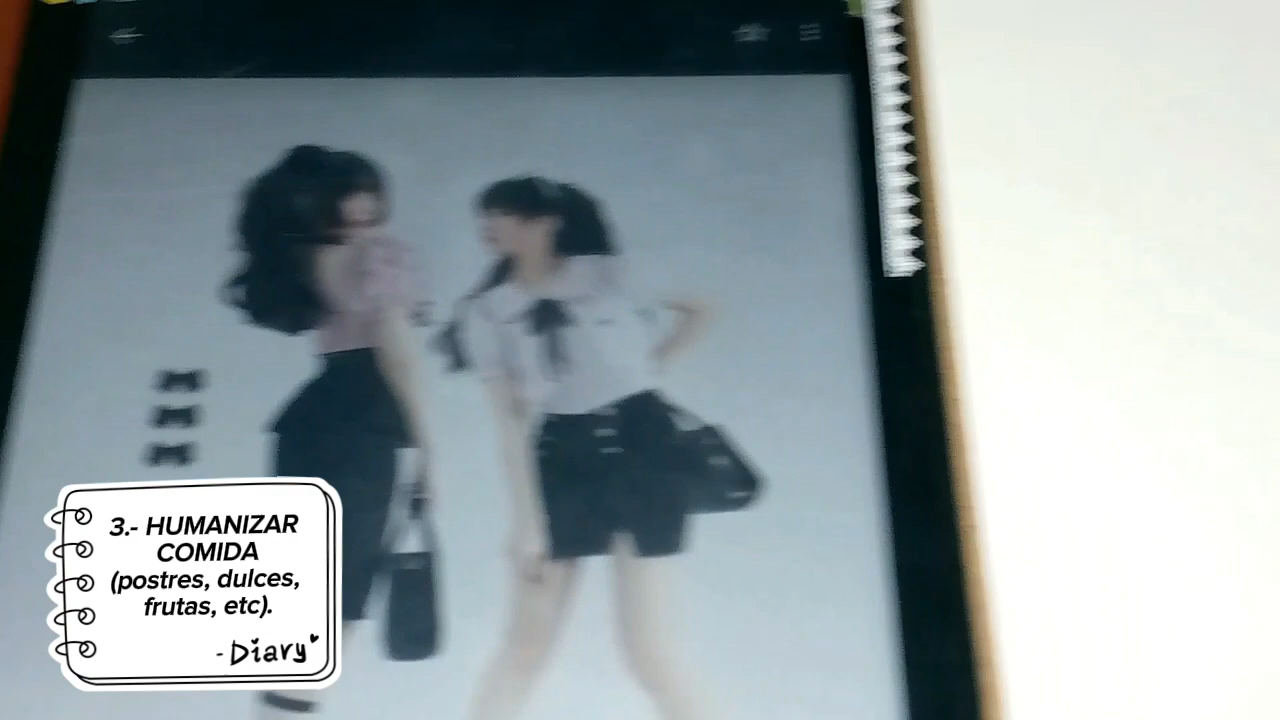 3.- HUMANIZAR
COMIDA
(postres, dulces,
frutas, etc).
-Diary